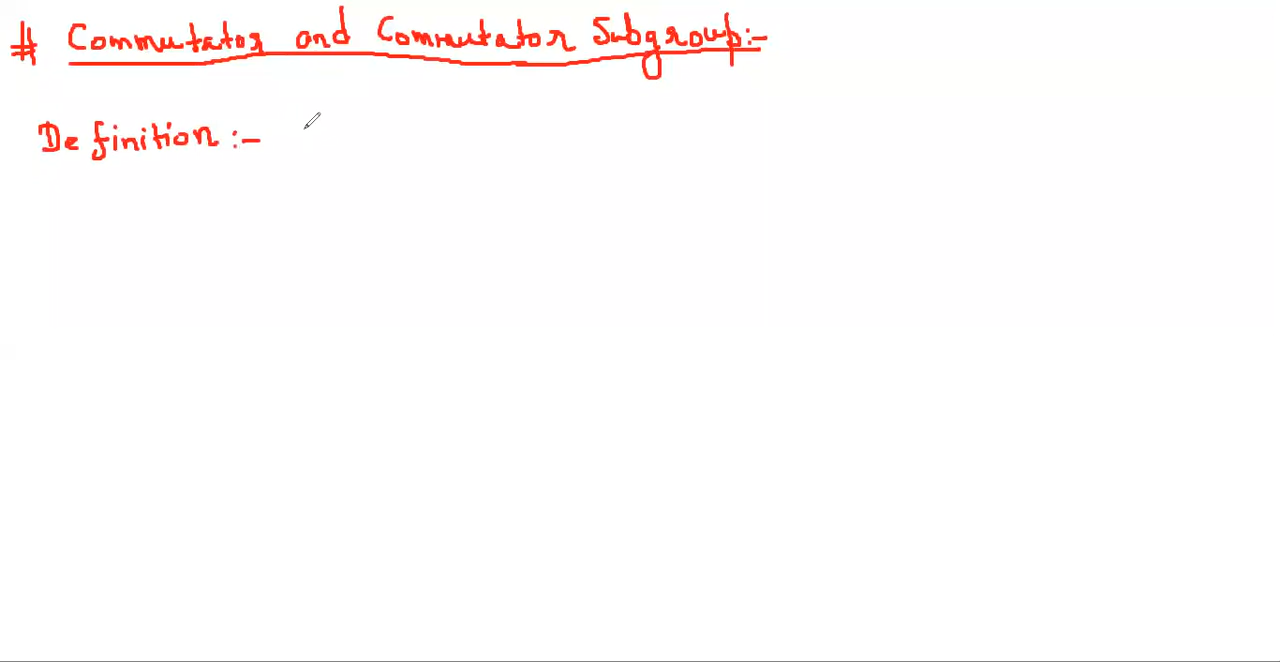 # Commutator and Commutator Subgroup:-
Definition:-